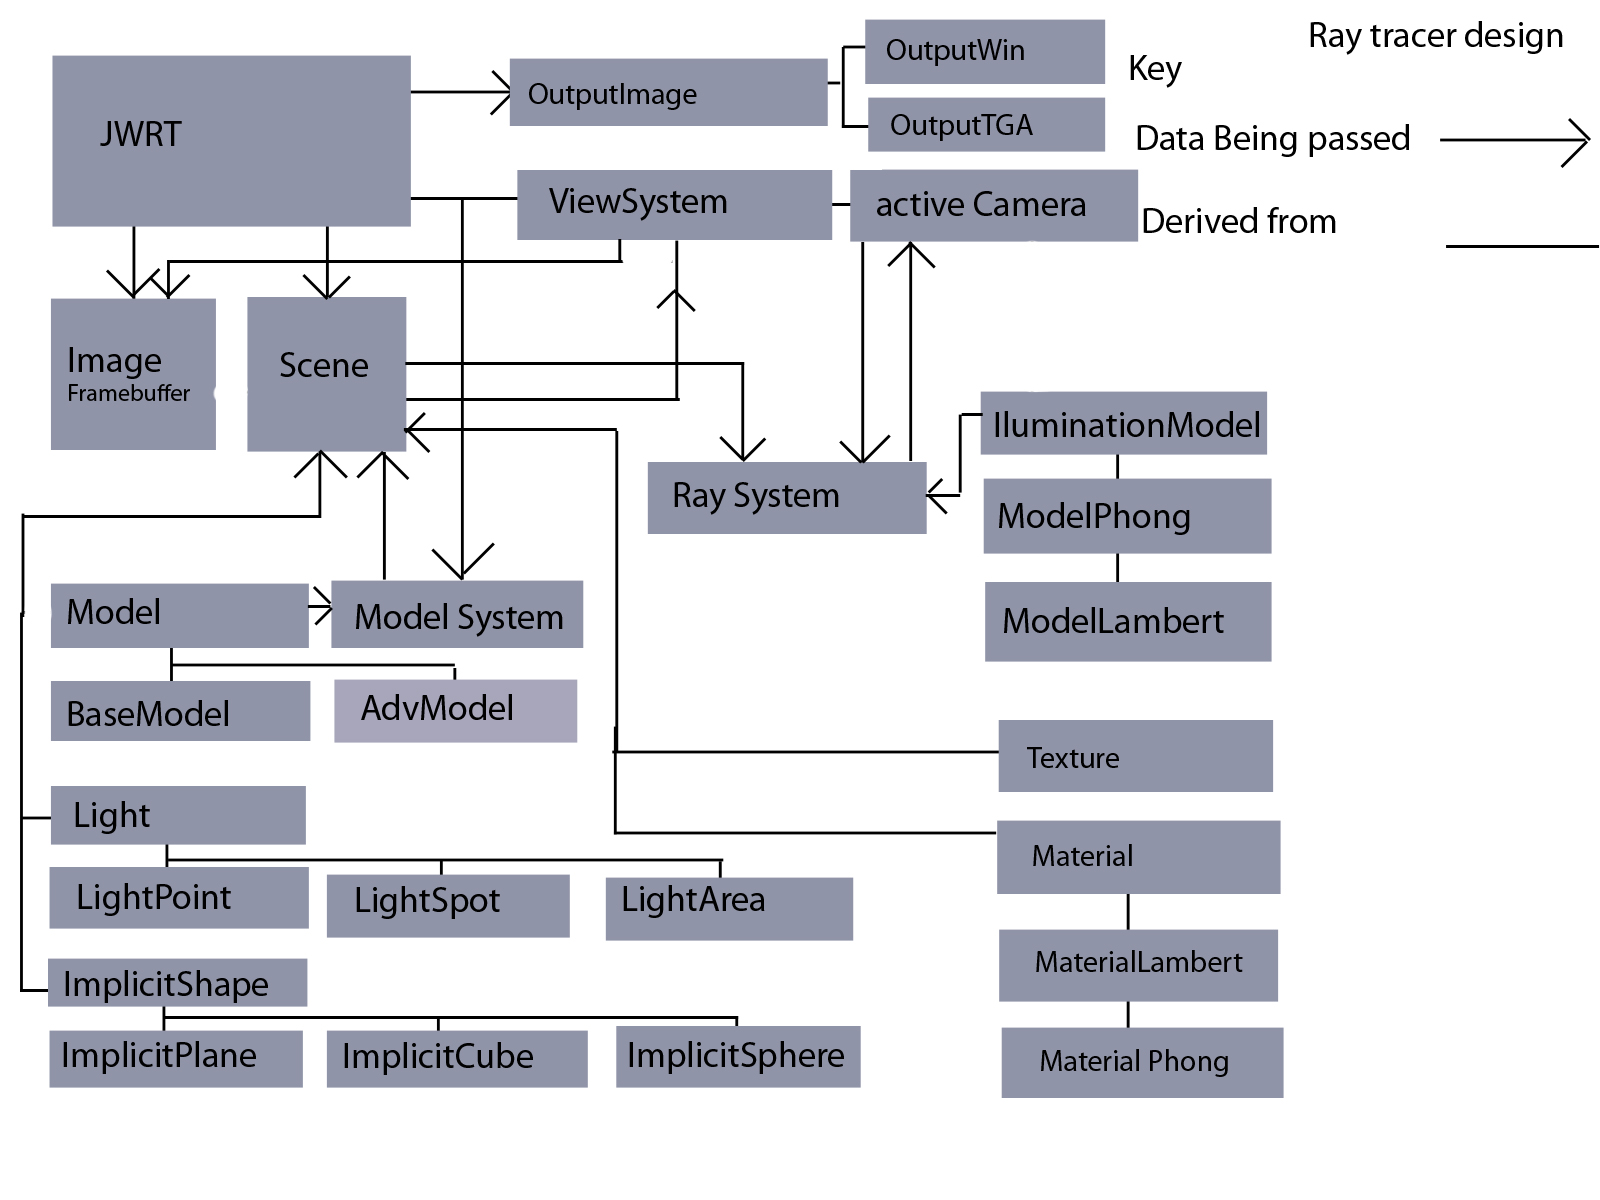 Ray tracer design
OutputWin
Key
JWRT
OutputImage
OutputTGA
Data Being passed
ViewSystem
active Camera
Derived from
Image
Framebuffer
Scene
IluminationModel
Ray System
ModelPhong
Model
Model System
ModelLambert
BaseModel
AdvModel
Texture
Light
Material
LightPoint
LightSpot
LightArea
MaterialLambert
ImplicitShape
ImplicitPlane
ImplicitCube
ImplicitSphere
Material Phong